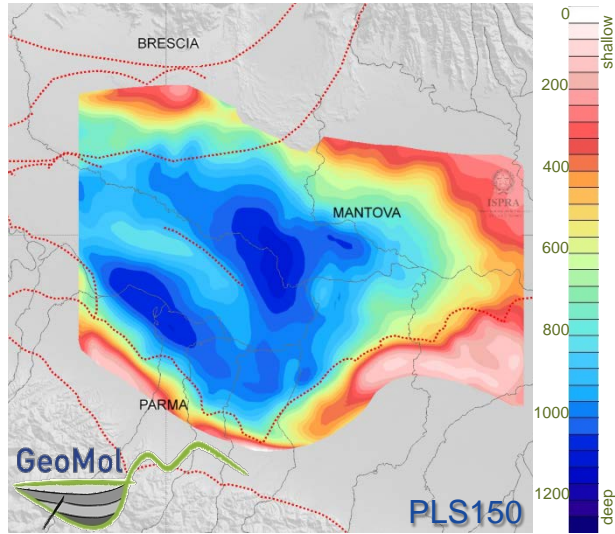 BRESCIA
MANTOVA
ISPRA
PARMA
GeoMol
PLS150
0
shallow
200
400
600
800
1000
1200
deep